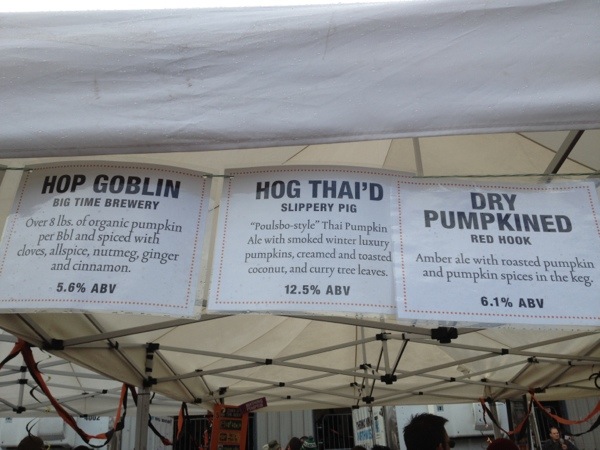 HOP GOBLIN
BIG TIME BREWERY
Over 8 lbs. of organic pumpkin
per Bbl and spiced with
cloves, allspice, nutmeg, ginger
and cinnamon.
5.6% ABV
HOG THAI'D
SLIPPERY PIG
"Poulsbo-style" Thai Pumpkin
Ale with smoked winter luxury
pumpkins, creamed and toasted
coconut, and curry tree leaves.
12.5% ABV
DRY
PUMPKINED
RED HOOK
Amber ale with roasted pumpkin
and pumpkin spices in the keg.
6.1% ABV